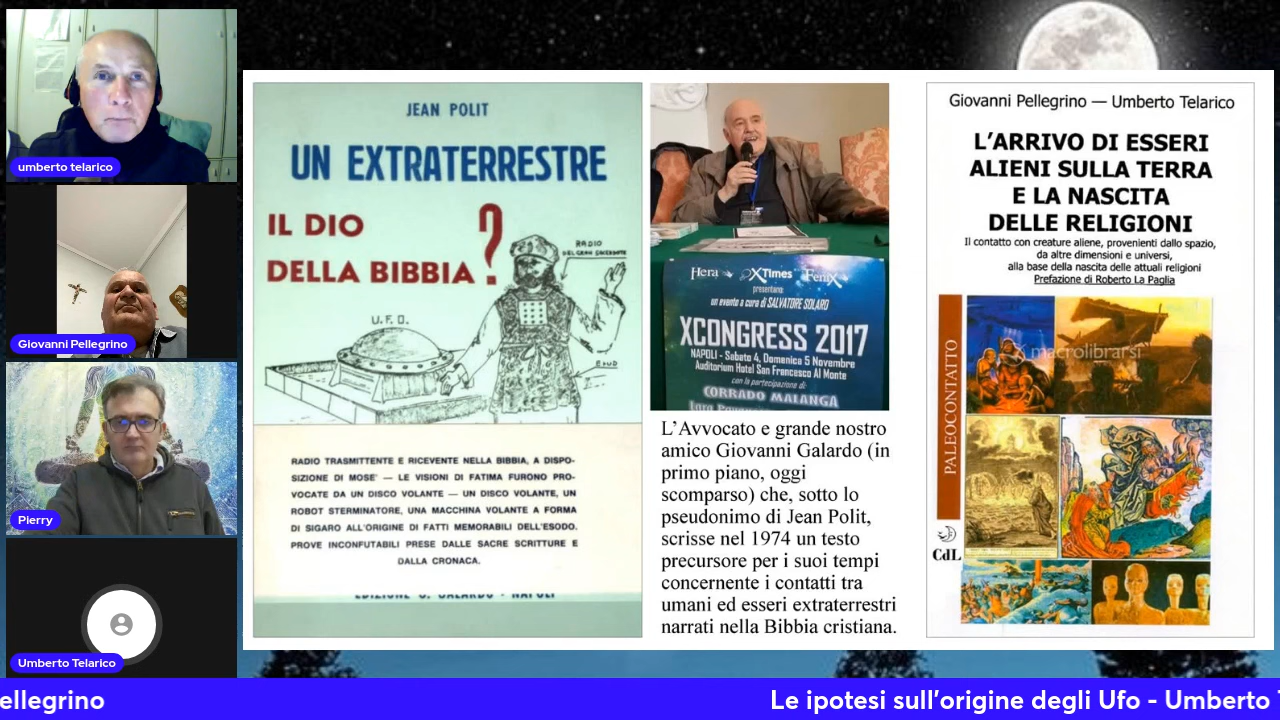 umberto telarico
Giovanni Pellegrino
Pierry
Umberto Telarico
JEAN POLIT
UN EXTRATERRESTRE
IL DIO
DELLA BIBBIA ?
RADIO
DEL GRAN SACERDOTE
U.F.O.
EFUD
RADIO TRASMITTENTE E RICEVENTE NELLA BIBBIA, A DISPO-
SIZIONE DI MOSE' — LE VISIONI DI FATIMA FURONO PRO-
VOCATE DA UN DISCO VOLANTE — UN DISCO VOLANTE, UN
ROBOT STERMINATORE, UNA MACCHINA VOLANTE A FORMA
DI SIGARO ALL'ORIGINE DI FATTI MEMORABILI DELL'ESODO.
PROVE INCONFUTABILI PRESE DALLE SACRE SCRITTURE E
DALLA CRONACA.
EDIZIONE G. GALARDO - NAPOLI
Hera XTimes Fenix
presentano:
un evento a cura di SALVATORE SOLARO
XCONGRESS 2017
NAPOLI - Sabato 4, Domenica 5 Novembre
Auditorium Hotel San Francesco Al Monte
con la partecipazione di:
CORRADO MALANGA
L'Avvocato e grande nostro
amico Giovanni Galardo (in
primo piano, oggi
scomparso) che, sotto lo
pseudonimo di Jean Polit,
scrisse nel 1974 un testo
precursore per i suoi tempi
concernente i contatti tra
umani ed esseri extraterrestri
narrati nella Bibbia cristiana.
Giovanni Pellegrino — Umberto Telarico
L'ARRIVO DI ESSERI
ALIENI SULLA TERRA
E LA NASCITA
DELLE RELIGIONI
Il contatto con creature aliene, provenienti dallo spazio,
da altre dimensioni e universi,
alla base della nascita delle attuali religioni
Prefazione di Roberto La Paglia
PALEOCONTATTO
macrolibrarsi
CdL
ellegrino
Le ipotesi sull'origine degli Ufo - Umberto